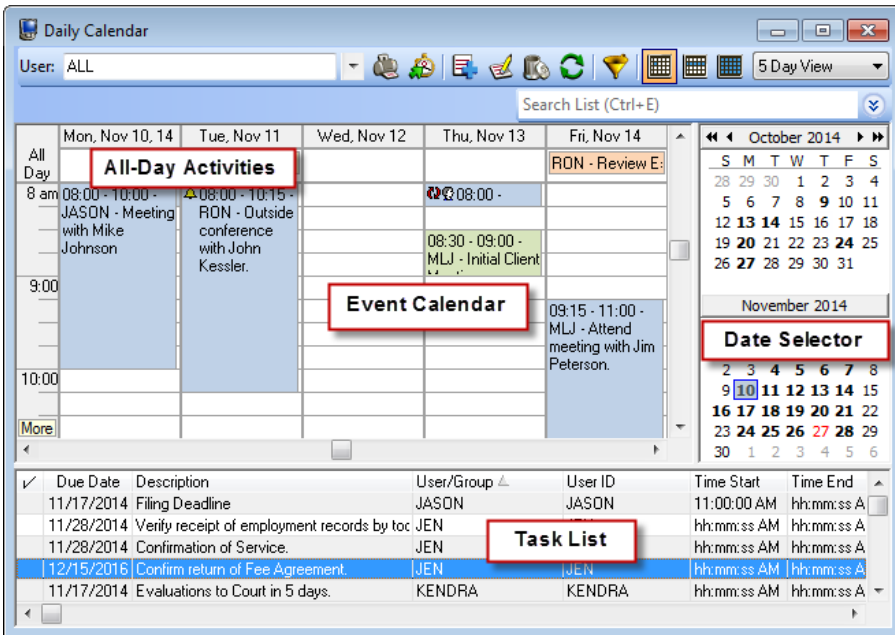 Daily Calendar
User: ALL
5 Day View
Search List (Ctrl+E)
Mon, Nov 10, 14 Tue, Nov 11 Wed, Nov 12 Thu, Nov 13 Fri, Nov 14
All
Day
All-Day Activities
RON - Review E
8 am
08:00 - 10:00 -
JASON - Meeting
with Mike
Johnson
08:00 - 10:15 -
RON - Outside
conference
with John
Kessler.
08:00 -
08:30 - 09:00 -
MLJ - Initial Client
9:00
Event Calendar
09:15 - 11:00 -
MLJ - Attend
meeting with Jim
Peterson.
10:00
More
October 2014
S M T W T F S
28 29 30 1 2 3 4
5 6 7 8 9 10 11
12 13 14 15 16 17 18
19 20 21 22 23 24 25
26 27 28 29 30 31
November 2014
Date Selector
2 3 4 5 6 7 8
9 10 11 12 13 14 15
16 17 18 19 20 21 22
23 24 25 26 27 28 29
30 1 2 3 4 5 6
Due Date Description User/Group User ID Time Start Time End
11/17/2014 Filing Deadline JASON JASON 11:00:00 AM hh:mm:ss A
11/28/2014 Verify receipt of employment records by toc JEN hh:mm:ss AM hh:mm:ss A
11/28/2014 Confirmation of Service. JEN hh:mm:ss AM hh:mm:ss A
Task List
12/15/2016 Confirm return of Fee Agreement. JEN JEN hh:mm:ss AM hh:mm:ss A
11/17/2014 Evaluations to Court in 5 days. KENDRA KENDRA hh:mm:ss AM hh:mm:ss A